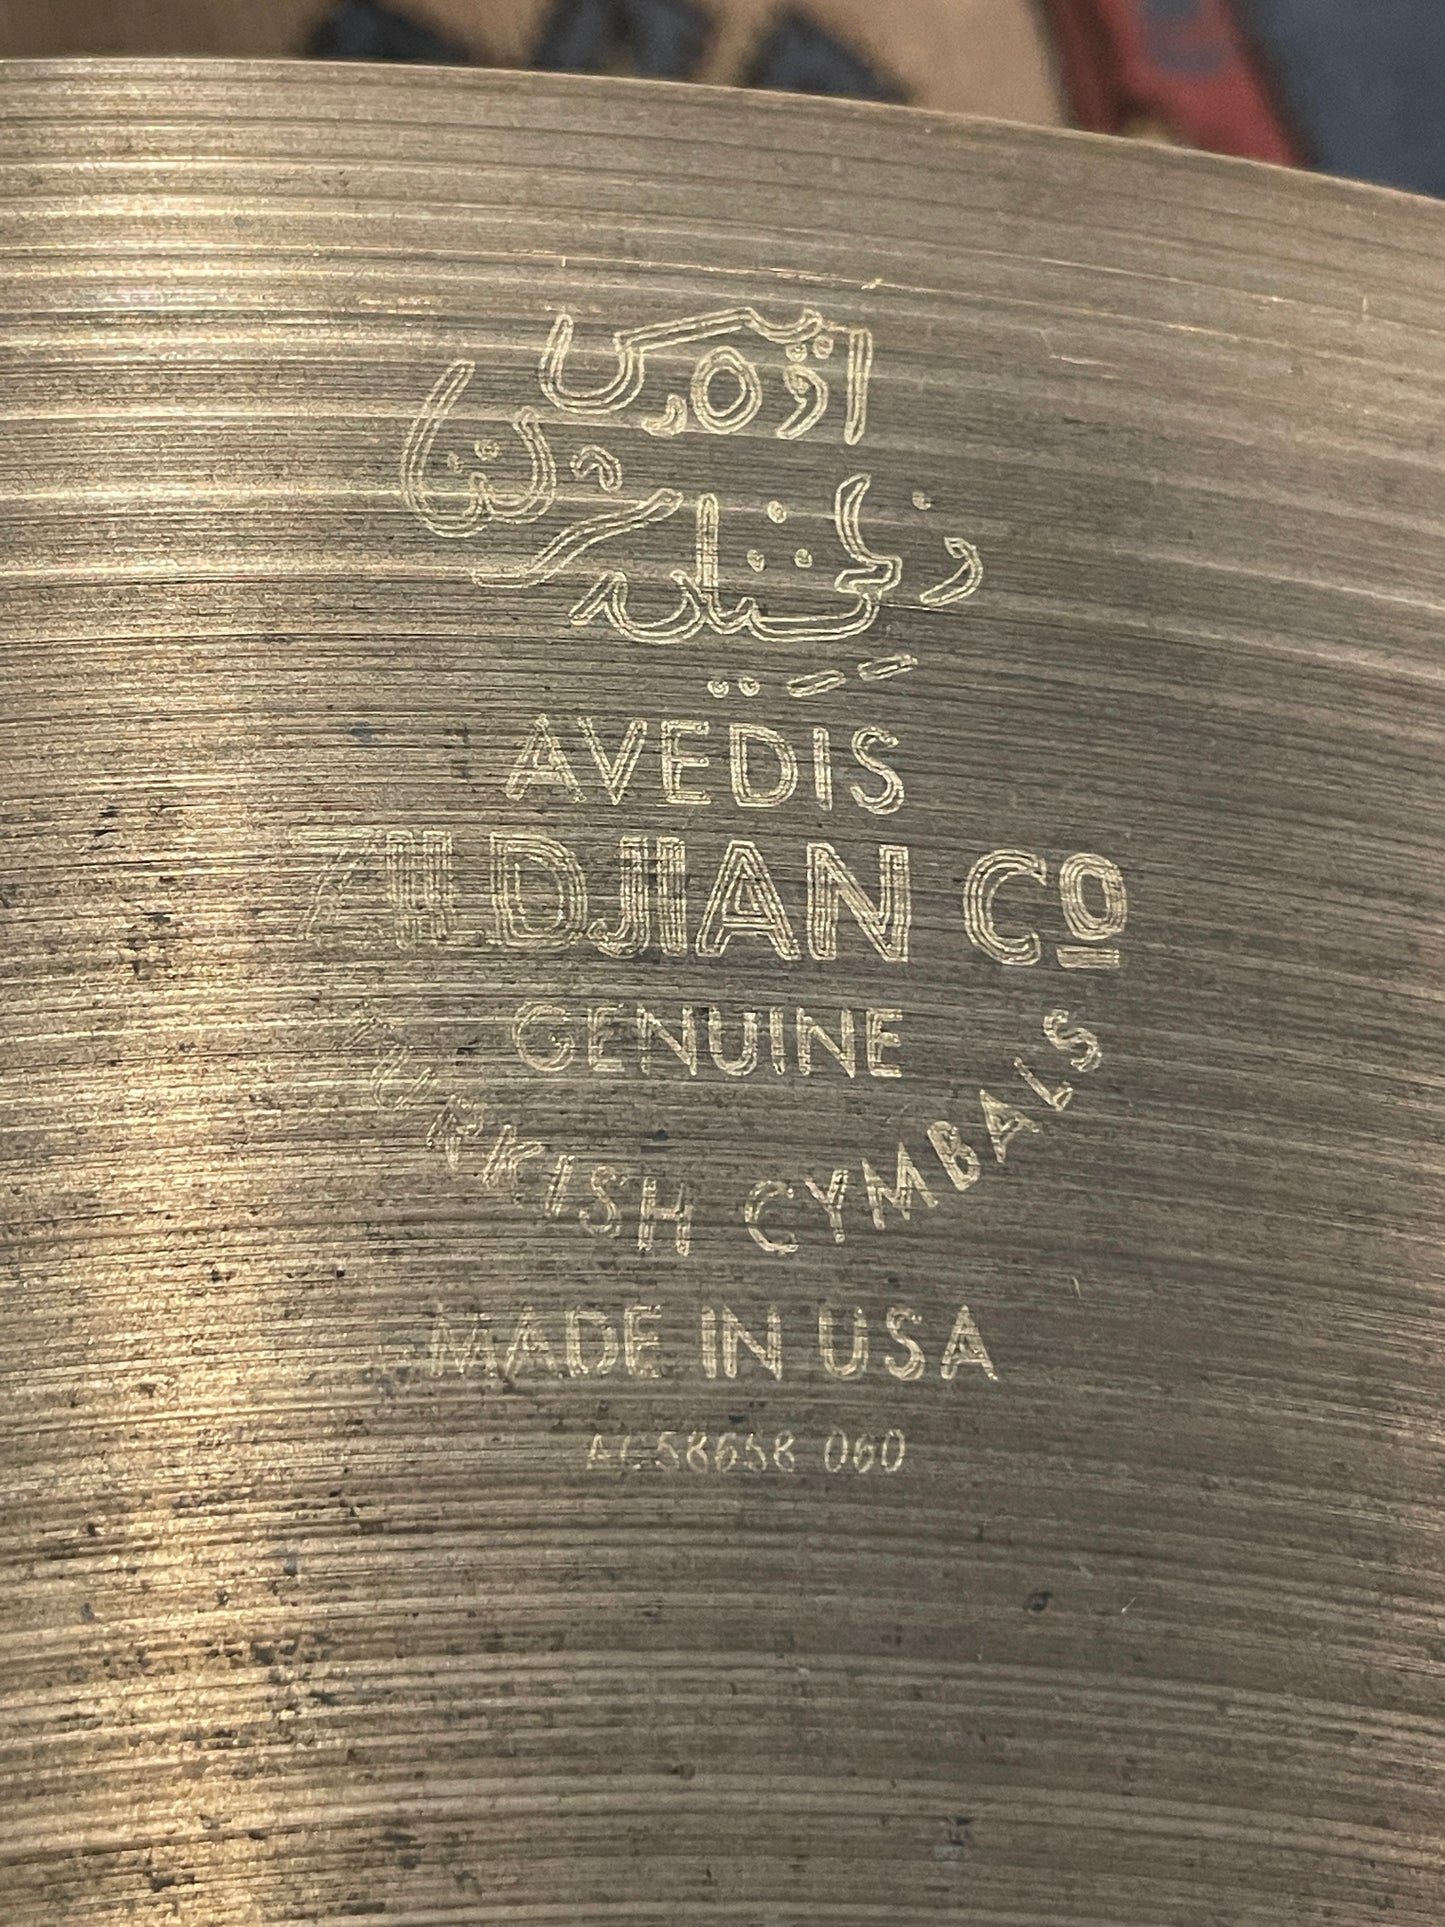 AVEDIS
ZILDJIAN Co
GENUINE
TURKISH CYMBALS
MADE IN USA
AC58658 060